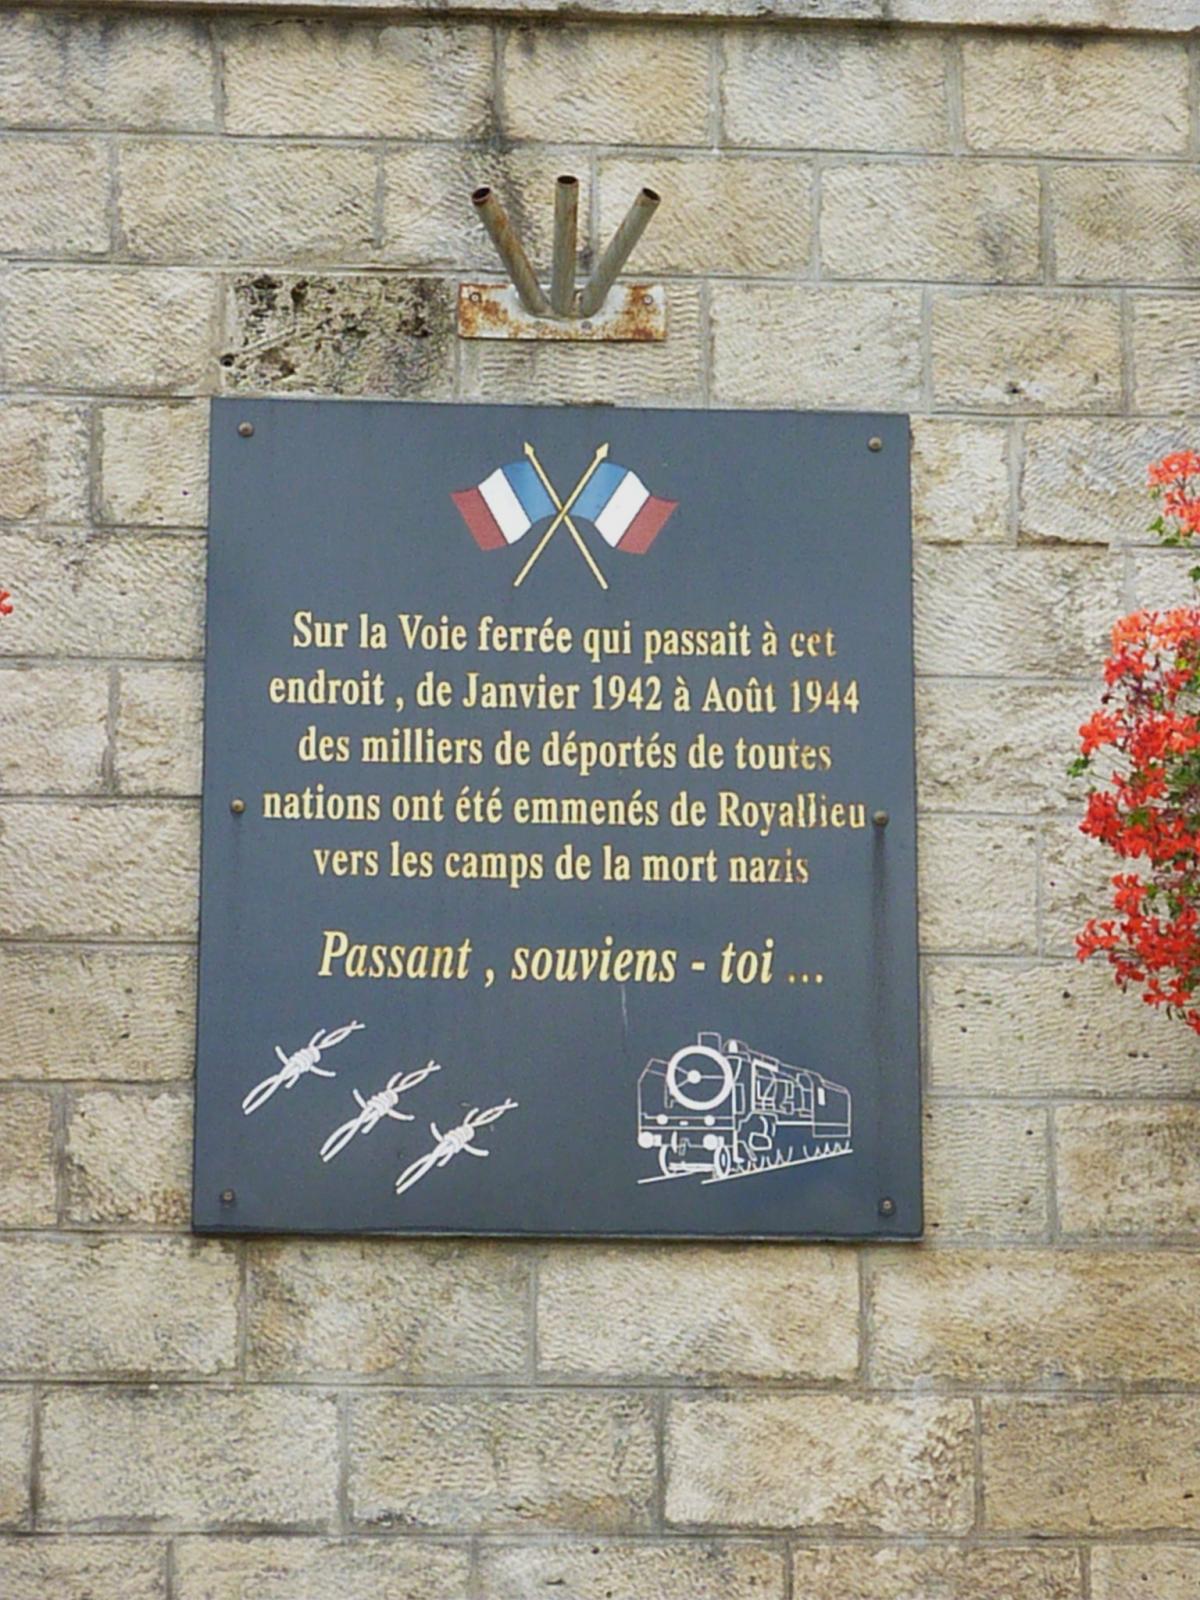 Sur la Voie ferrée qui passait à cet
endroit , de Janvier 1942 à Août 1944
des milliers de déportés de toutes
nations ont été emmenés de Royallieu
vers les camps de la mort nazis
Passant , souviens - toi ...